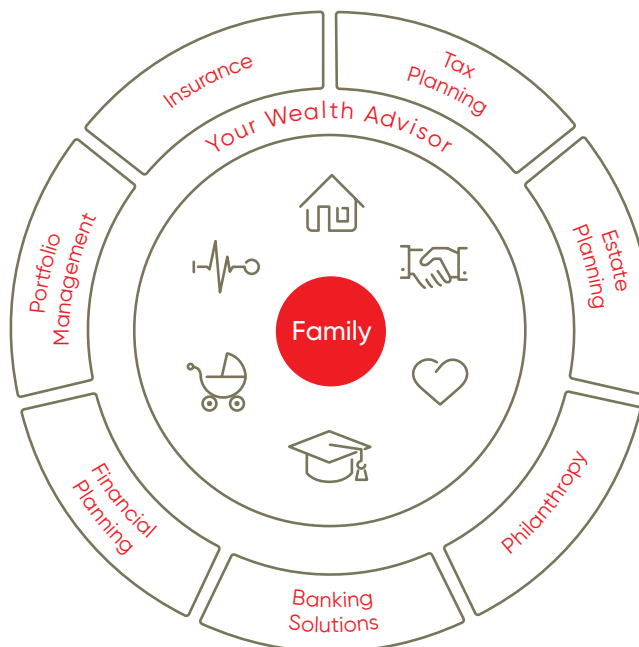 Insurance
Tax
Planning
Your Wealth Advisor
Portfolio
Management
Estate
Planning
Family
Financial
Planning
Philanthropy
Banking
Solutions